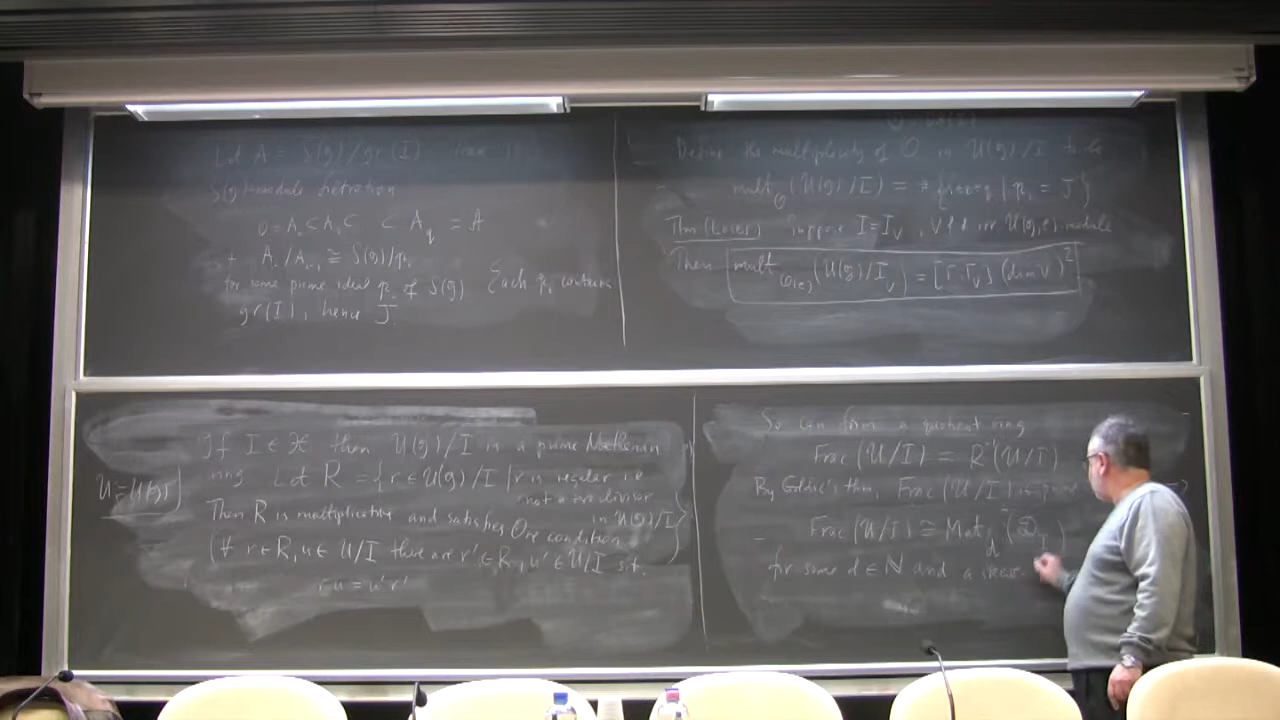 Let A = S(g)/gr(I)
S(g)-module filtration
0 = A₀ ⊂ A₁ ⊂ ⊂ A_q = A
+ A_i/A_{i-1} ≅ S(g)/p_i
for some prime ideal p_i of S(g) Each p_i contains
gr(I), hence J.
Define the multiplicity of O in U(g)/I to be
mult_O (U(g)/I) = #{ | p_i = J}
Thm (Losev) Suppose I = I_V, V f.d. irr U(g,e)-module
Then mult_{O(e)} (U(g)/I_V) = [Γ:Γ_V] (dim V)²
U = U(g)
If I ∈ X then U(g)/I is a prime Noetherian
ring Let R = {r ∈ U(g)/I | r is regular i.e
not a zero divisor
in U(g)/I}
Then R is multiplicative and satisfies Ore condition
(∀ r ∈ R, u ∈ U/I there are r' ∈ R, u' ∈ U/I s.t.
ru' = u'r'
So can form a quotient ring
Frac(U/I) = R⁻¹(U/I)
By Goldie's thm, Frac(U/I) is
Frac(U/I) ≅ Mat_d(D_I)
for some d ∈ ℕ and a skew-